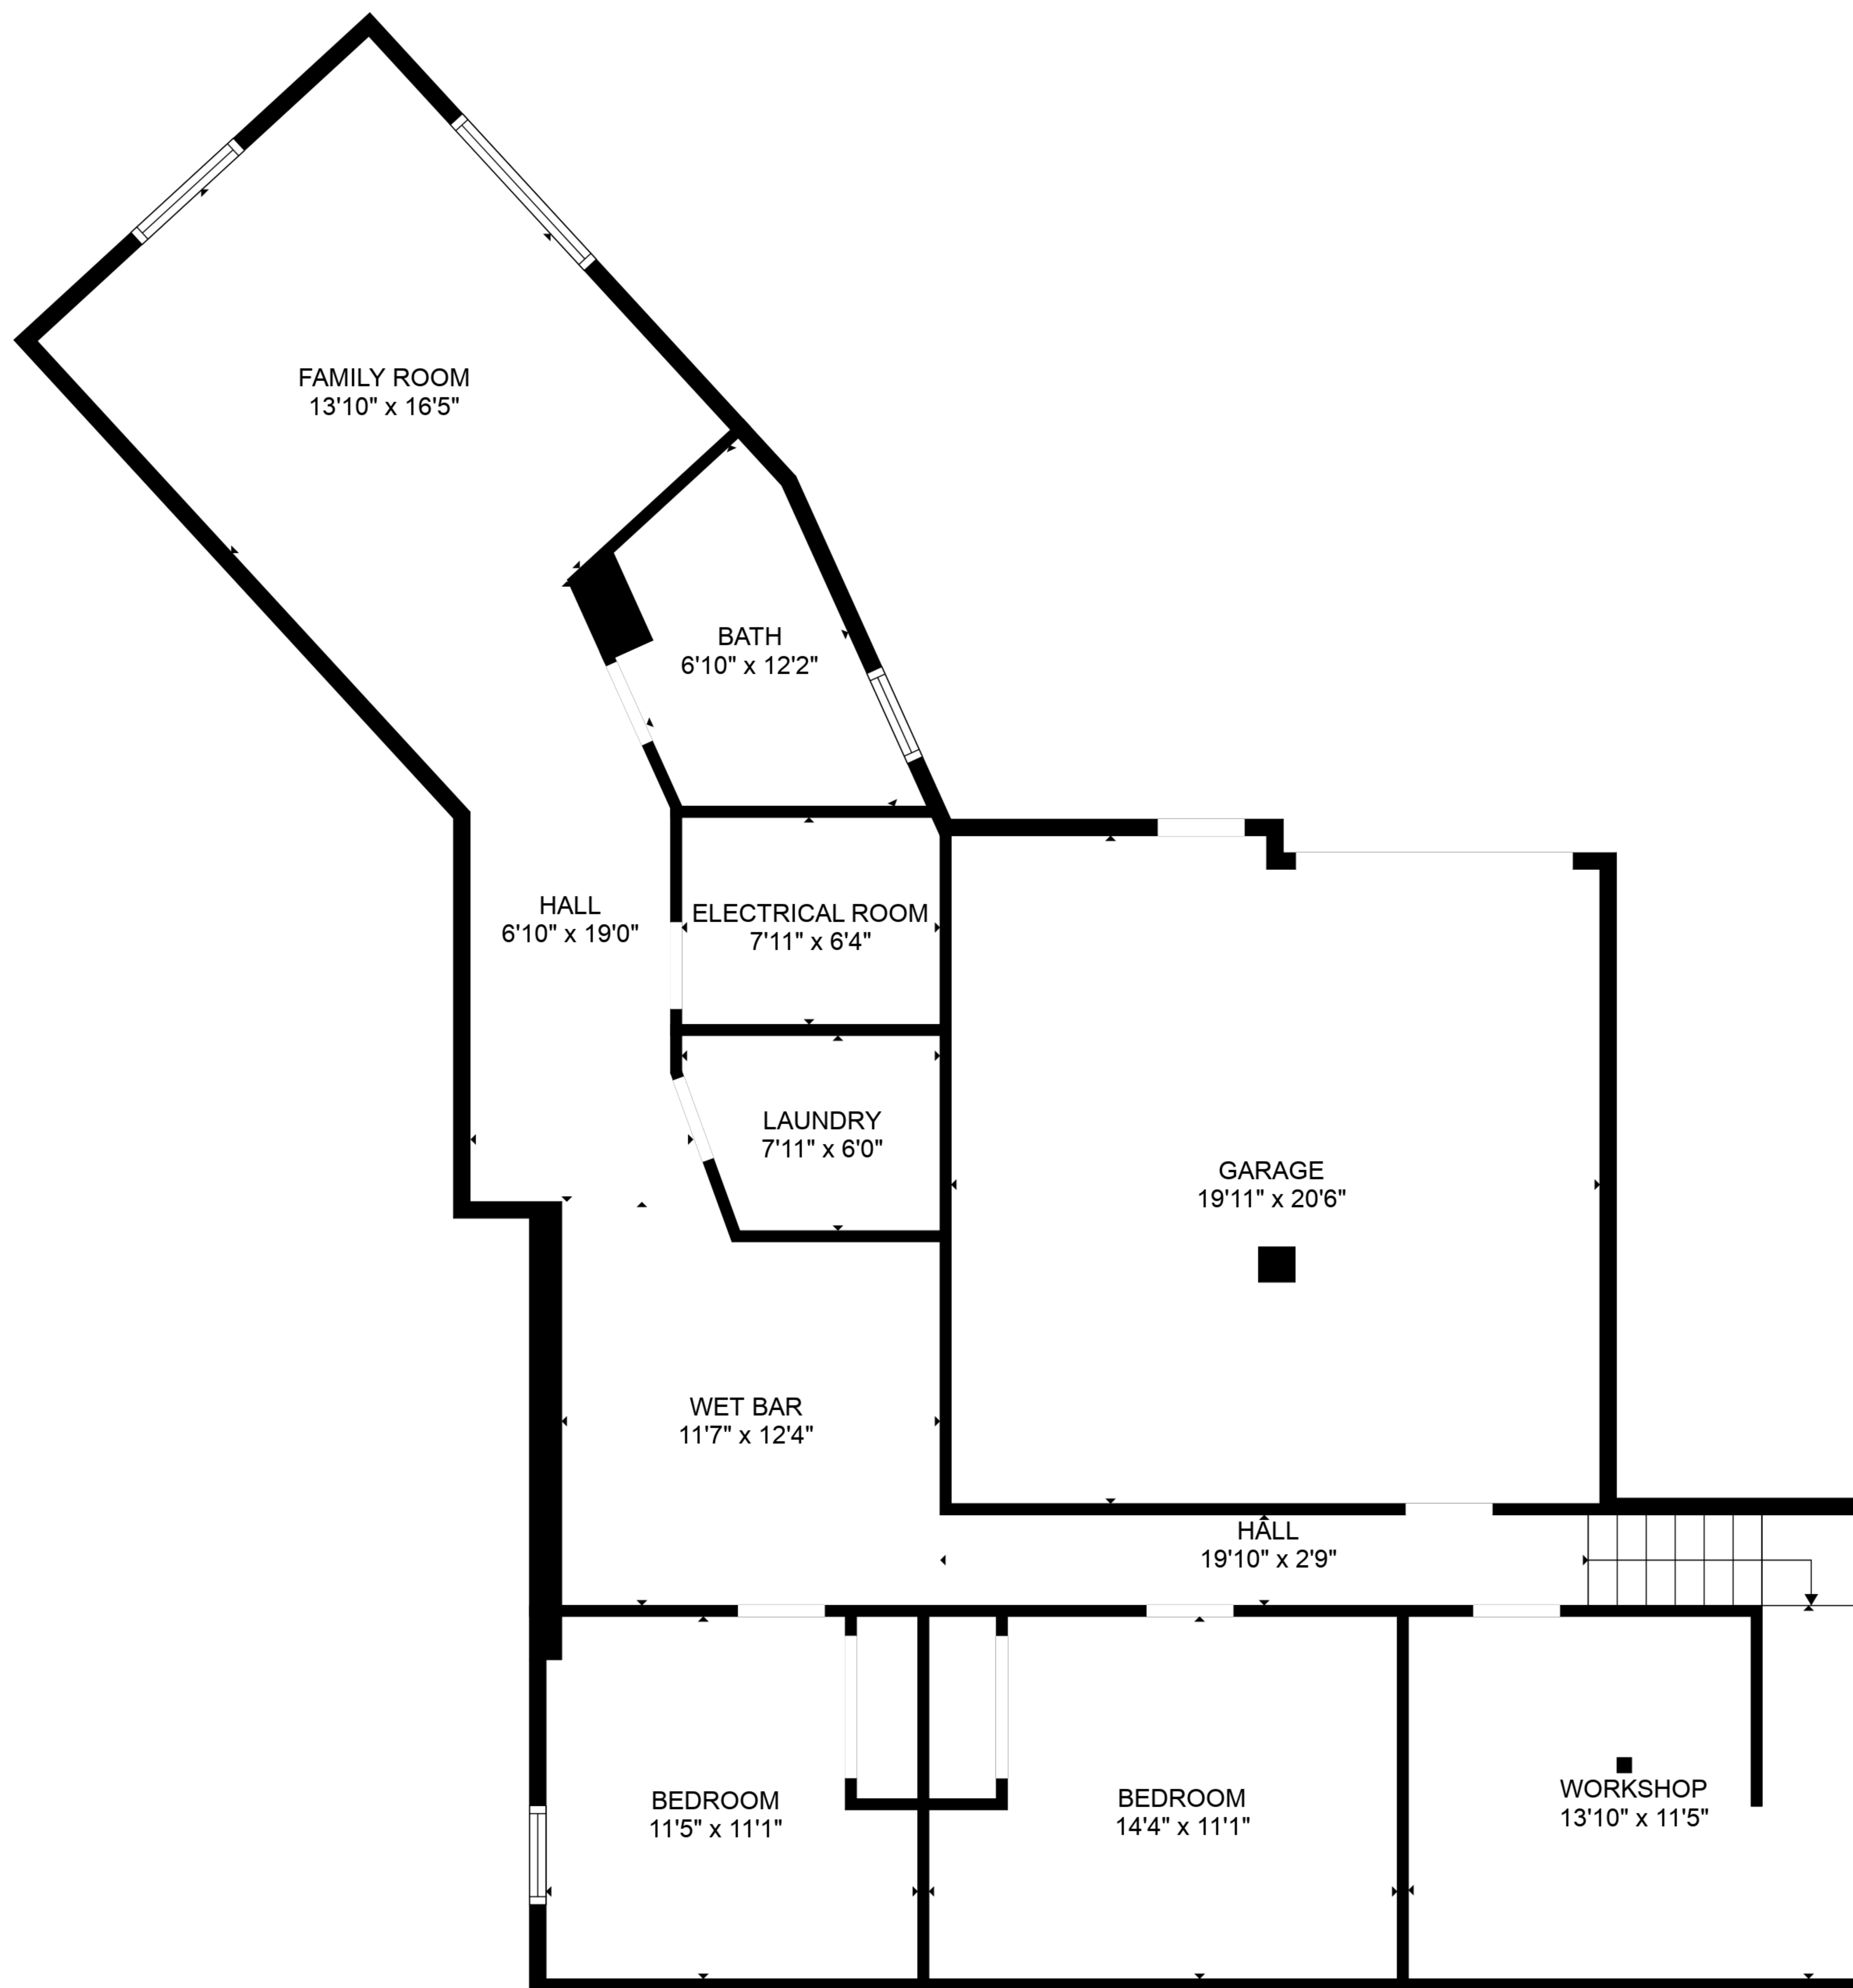 FAMILY ROOM
13'10" x 16'5"
BATH
6'10" x 12'2"
HALL
6'10" x 19'0"
ELECTRICAL ROOM
7'11" x 6'4"
LAUNDRY
7'11" x 6'0"
GARAGE
19'11" x 20'6"
WET BAR
11'7" x 12'4"
HALL
19'10" x 2'9"
BEDROOM
11'5" x 11'1"
BEDROOM
14'4" x 11'1"
WORKSHOP
13'10" x 11'5"